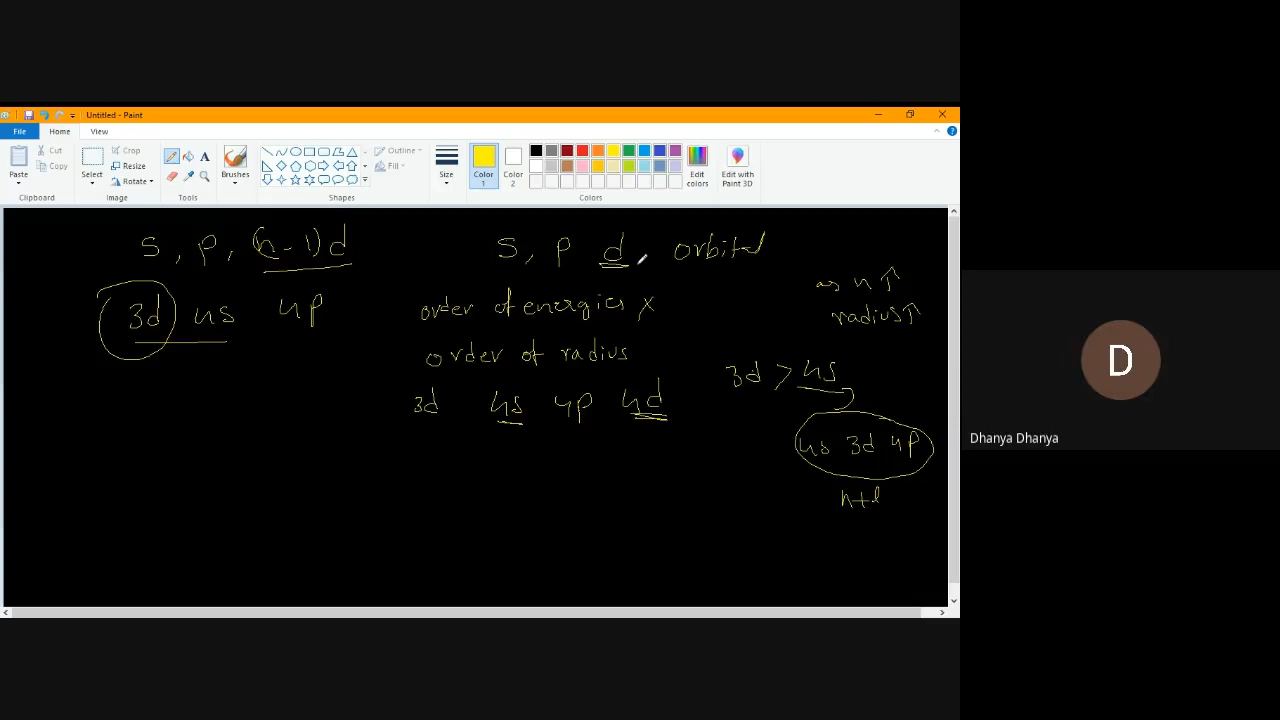 Untitled - Paint
File Home View
Paste
Cut
Copy
Clipboard
Select
Crop
Resize
Rotate
Image
Tools
Brushes
Shapes
Outline
Fill
Size
Color 1
Color 2
Edit colors
Colors
Edit with Paint 3D
s, p, (n-1)d
3d 4s 4p
s, p d, orbital
order of energies x
order of radius
3d 4s 4p 4d
as n ↑
radius ↑
3d > 4s
4s 3d 4p
n+l
D
Dhanya Dhanya